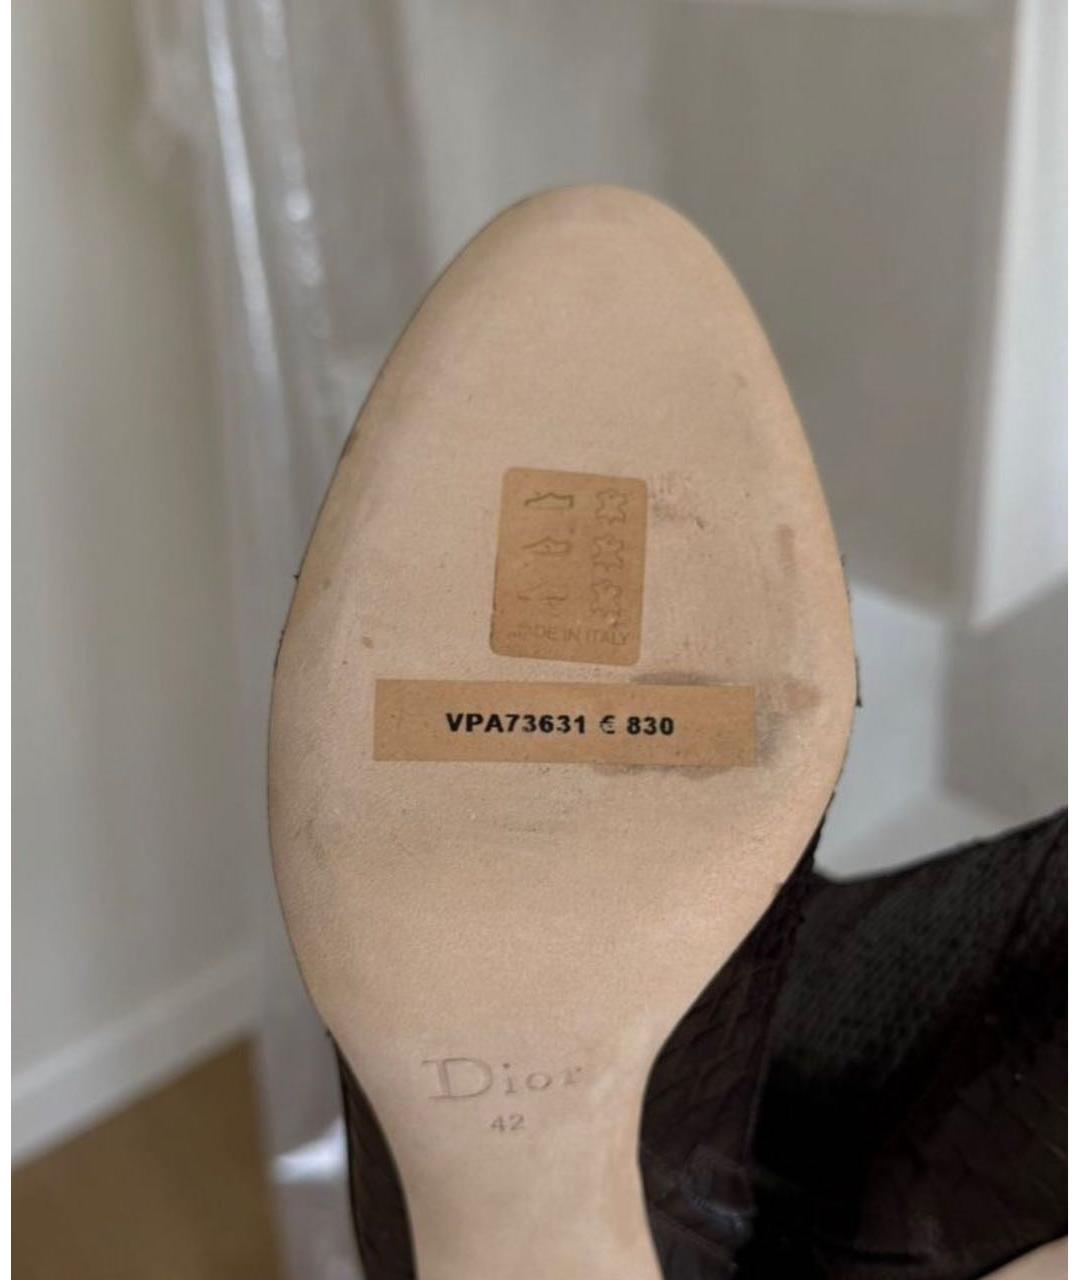 MADE IN ITALY
VPA73631 € 830
Dior
42